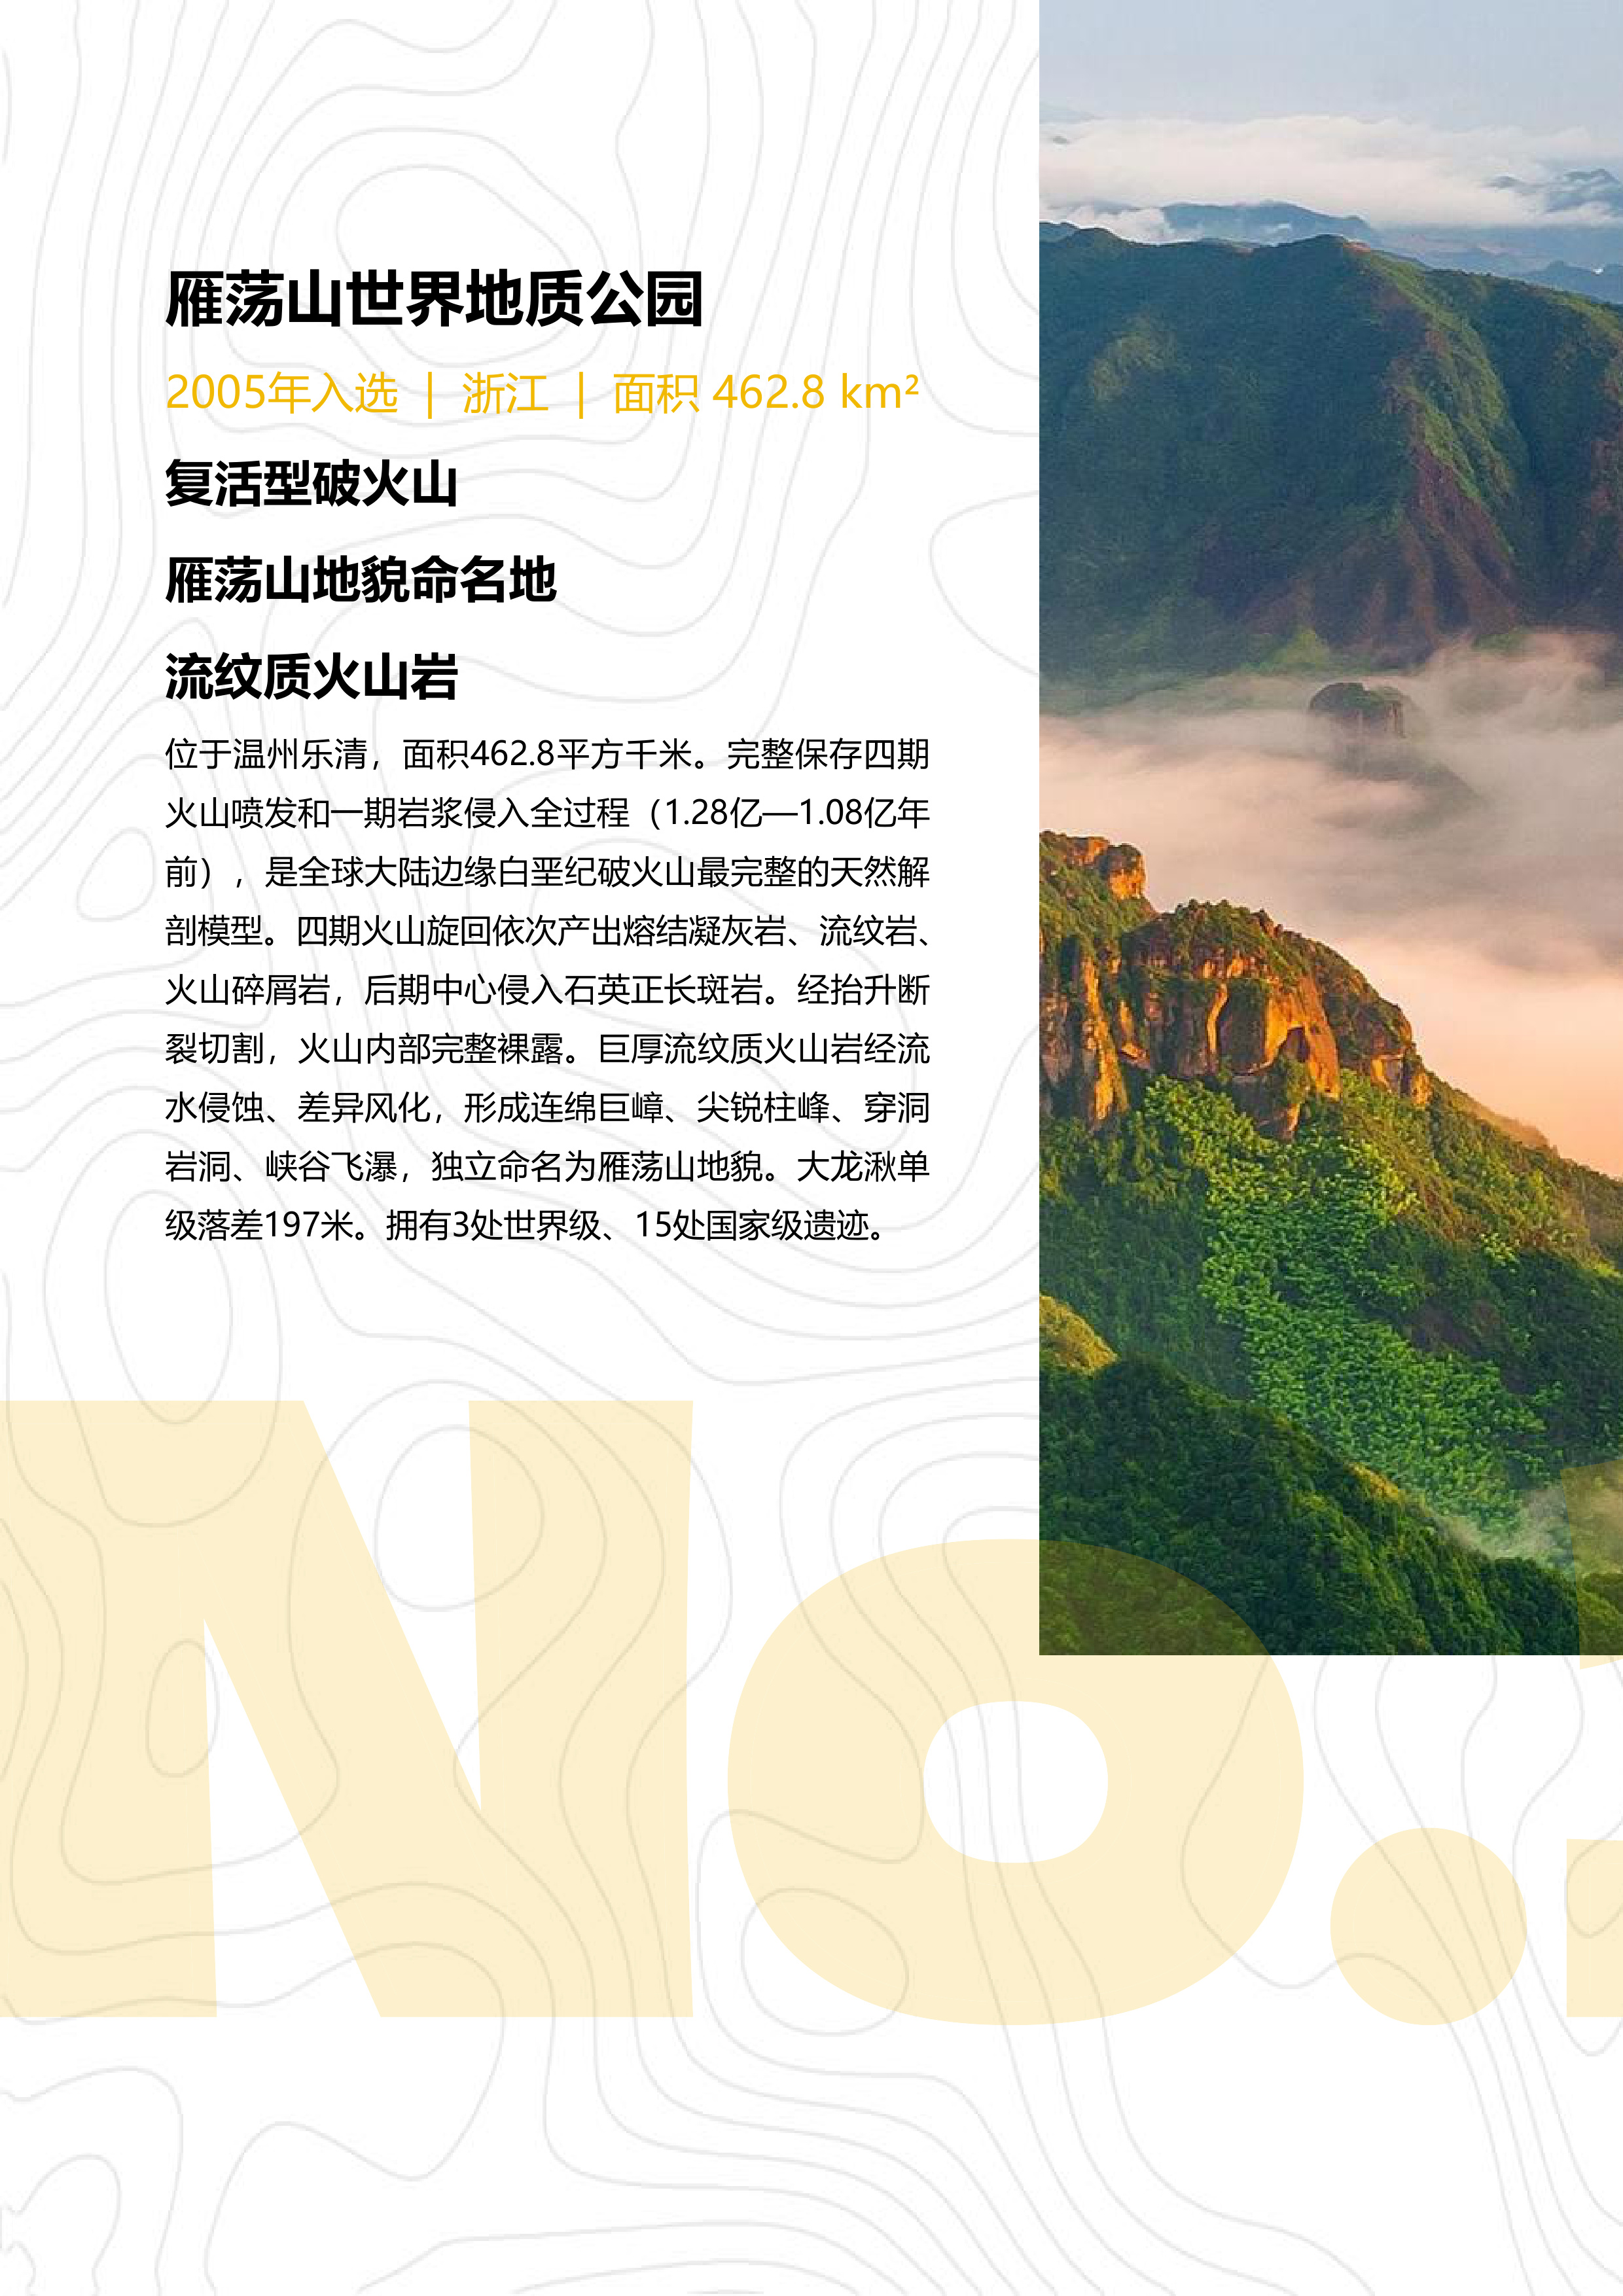 雁荡山世界地质公园
2005年入选 | 浙江 | 面积 462.8 km²
复活型破火山
雁荡山地貌命名地
流纹质火山岩
位于温州乐清，面积462.8平方千米。完整保存四期
火山喷发和一期岩浆侵入全过程（1.28亿—1.08亿年
前），是全球大陆边缘白垩纪破火山最完整的天然解
剖模型。四期火山旋回依次产出熔结凝灰岩、流纹岩、
火山碎屑岩，后期中心侵入石英正长斑岩。经抬升断
裂切割，火山内部完整裸露。巨厚流纹质火山岩经流
水侵蚀、差异风化，形成连绵巨嶂、尖锐柱峰、穿洞
岩洞、峡谷飞瀑，独立命名为雁荡山地貌。大龙湫单
级落差197米。拥有3处世界级、15处国家级遗迹。
No.